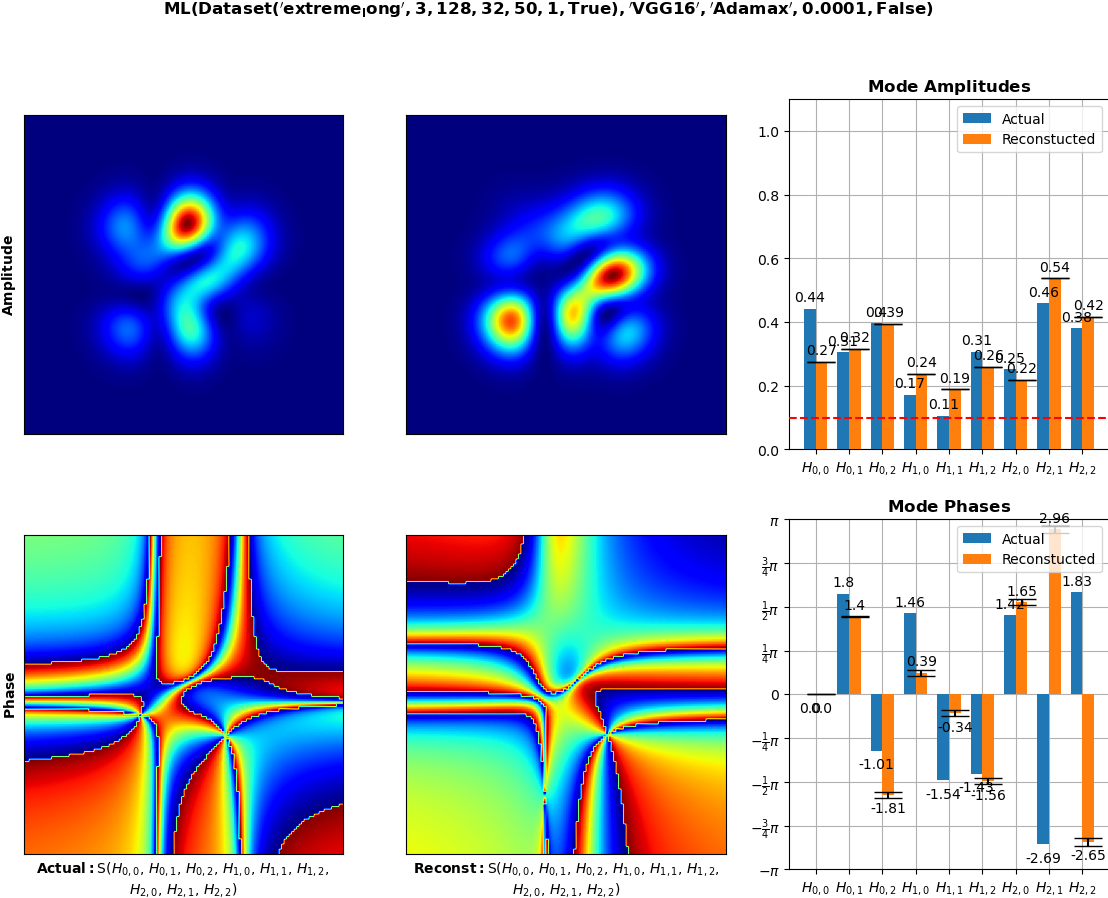 ML(Dataset(′extreme_long′, 3, 128, 32, 50, 1, True), ′VGG16′, ′Adamax′, 0.0001, False)
Amplitude
Mode Amplitudes
Actual
Reconstucted
1.0
0.8
0.6
0.4
0.2
0.0
0.44
0.27
0.31
0.32
0.4
0.39
0.17
0.24
0.11
0.19
0.31
0.26
0.25
0.22
0.46
0.54
0.38
0.42
H0,0 H0,1 H0,2 H1,0 H1,1 H1,2 H2,0 H2,1 H2,2
Phase
Mode Phases
Actual
Reconstucted
π
3/4π
1/2π
1/4π
0
−1/4π
−1/2π
−3/4π
−π
0.0
0.0
1.8
1.4
-1.01
-1.81
1.46
0.39
-1.54
-0.34
-1.43
-1.56
1.42
1.65
-2.69
2.96
1.83
-2.65
H0,0 H0,1 H0,2 H1,0 H1,1 H1,2 H2,0 H2,1 H2,2
Actual: S(H0,0, H0,1, H0,2, H1,0, H1,1, H1,2,
H2,0, H2,1, H2,2)
Reconst: S(H0,0, H0,1, H0,2, H1,0, H1,1, H1,2,
H2,0, H2,1, H2,2)